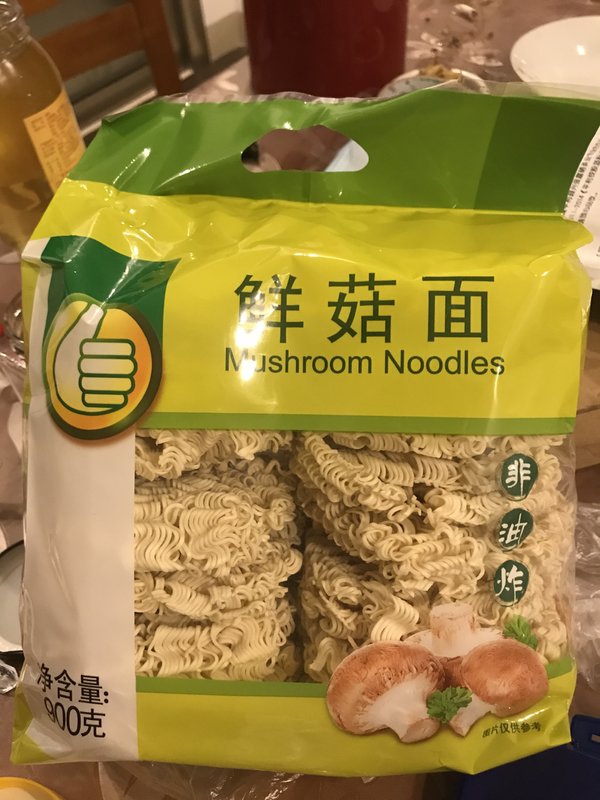 鲜菇面
Mushroom Noodles
非
油
炸
净含量:
900克
图片仅供参考